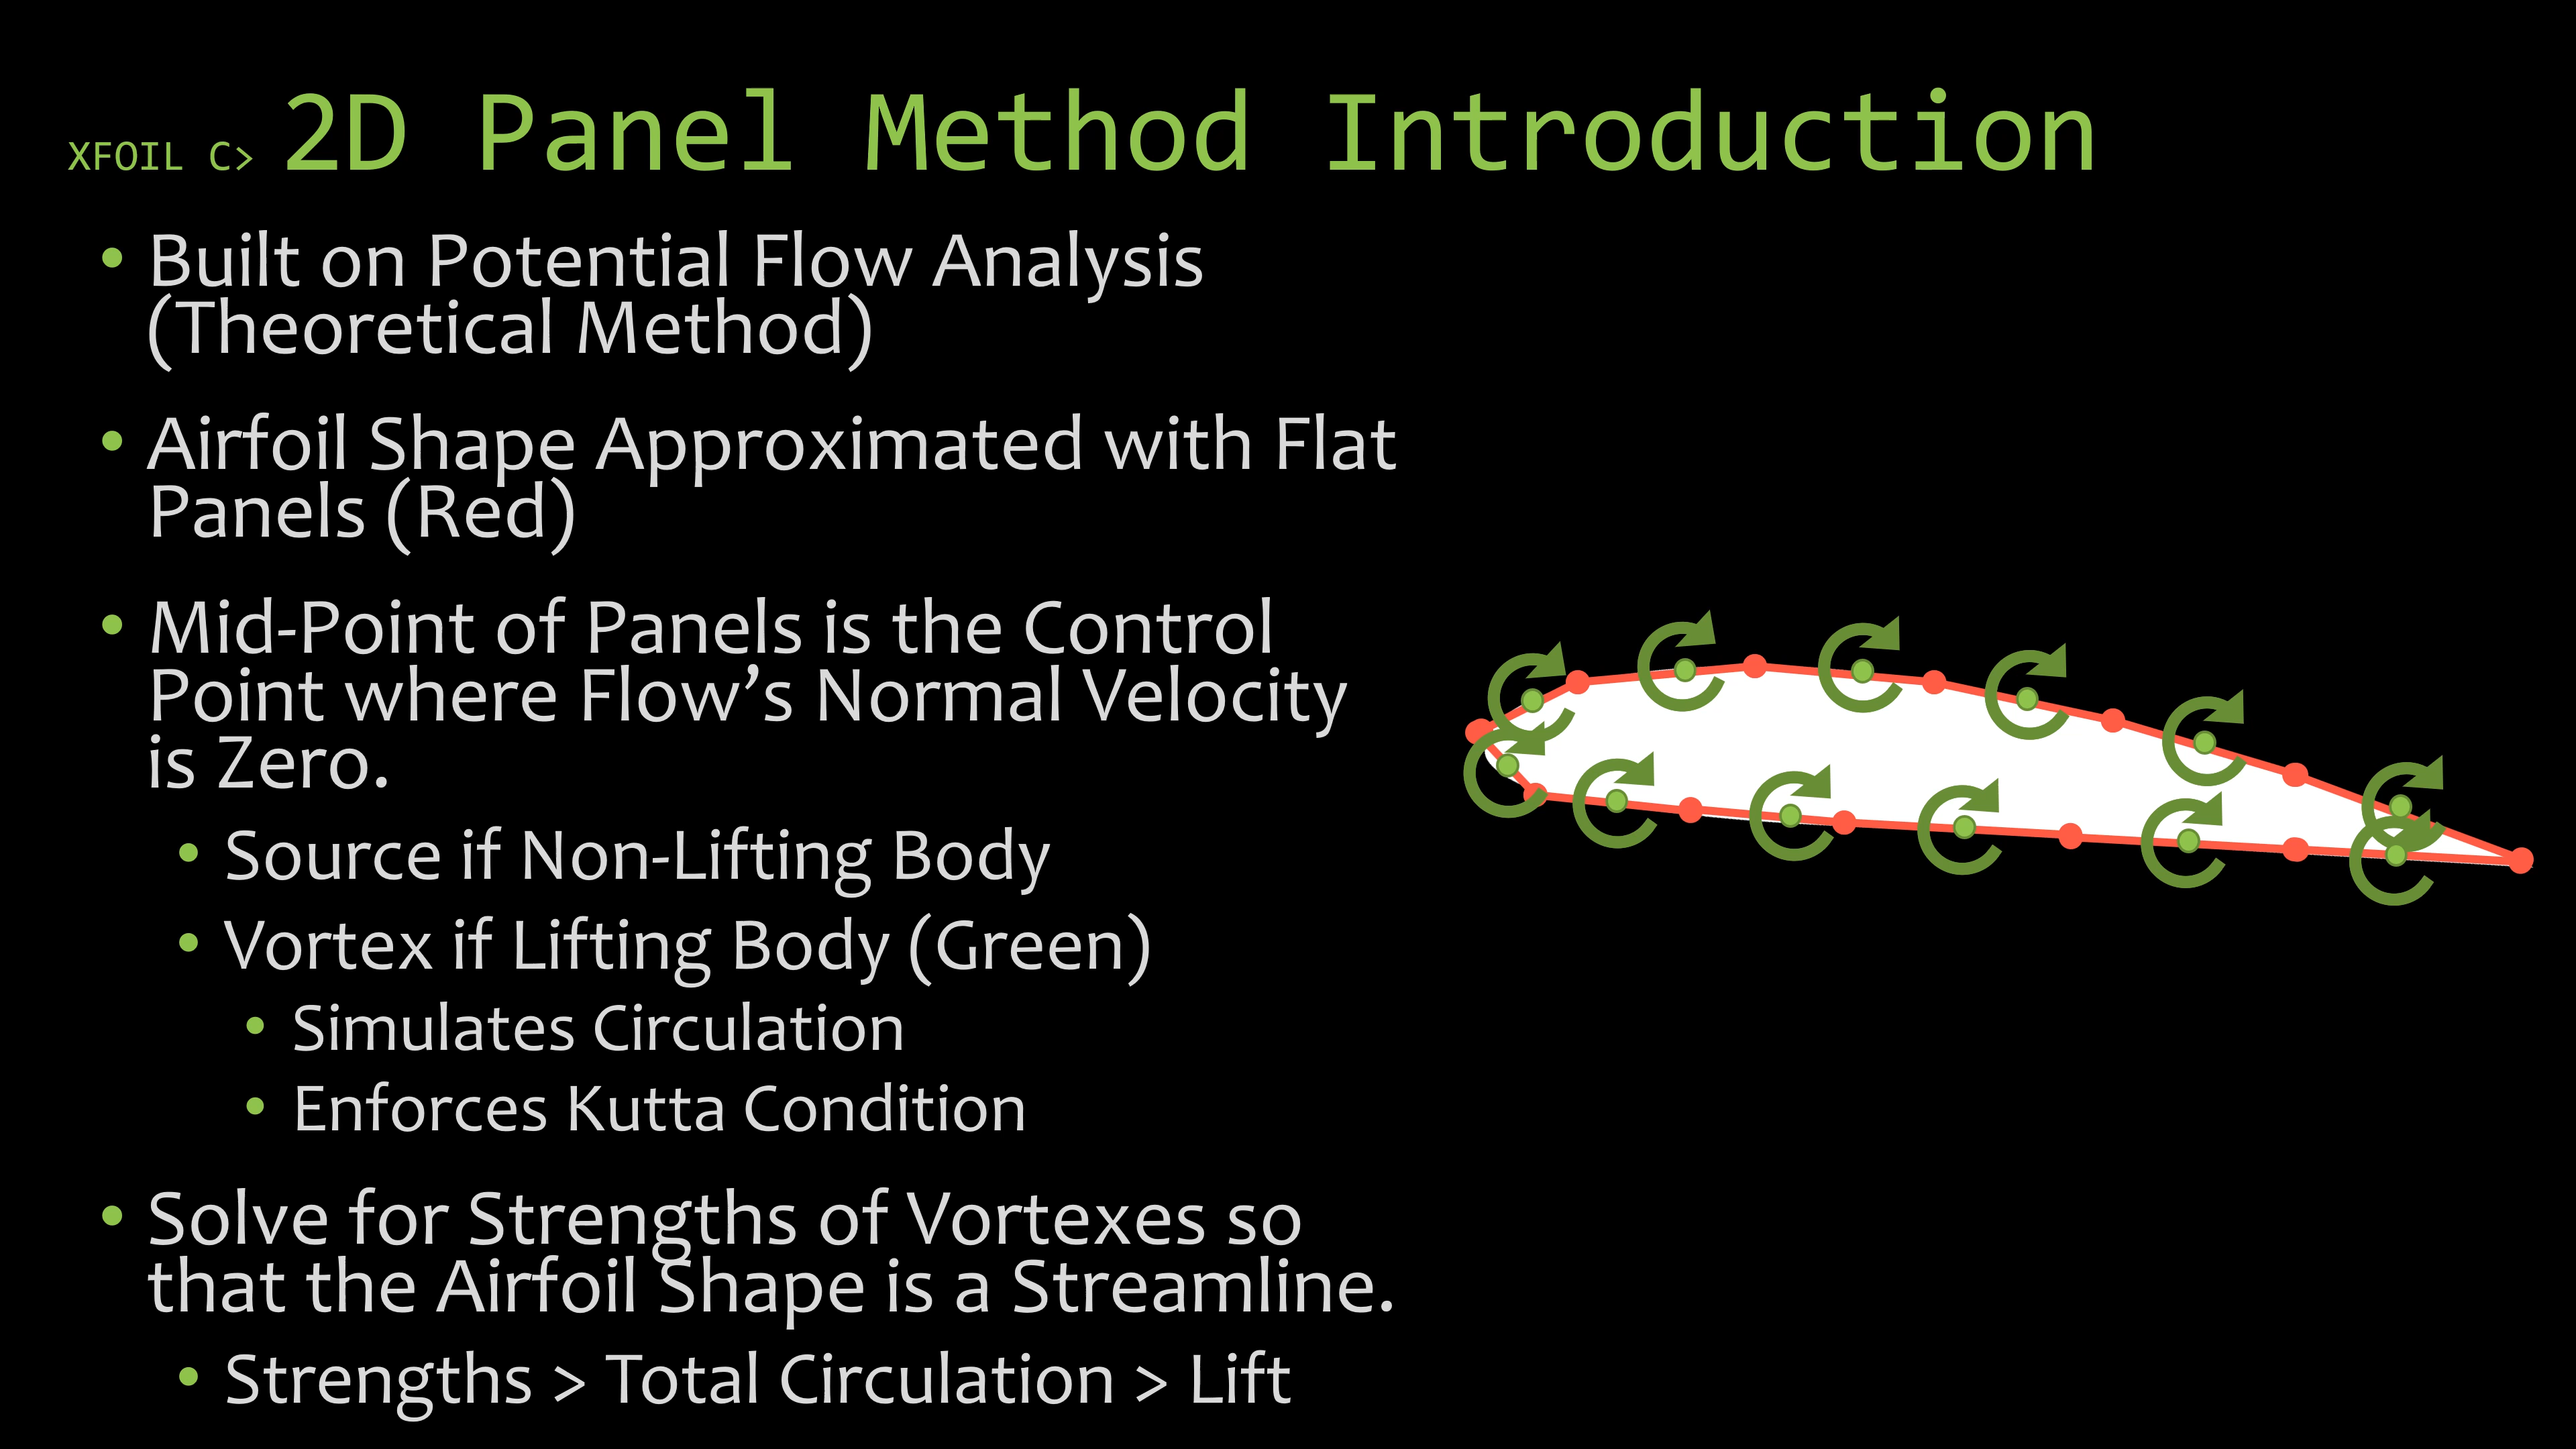 XFOIL C> 2D Panel Method Introduction
• Built on Potential Flow Analysis
(Theoretical Method)
• Airfoil Shape Approximated with Flat
Panels (Red)
• Mid-Point of Panels is the Control
Point where Flow’s Normal Velocity
is Zero.
• Source if Non-Lifting Body
• Vortex if Lifting Body (Green)
• Simulates Circulation
• Enforces Kutta Condition
• Solve for Strengths of Vortexes so
that the Airfoil Shape is a Streamline.
• Strengths > Total Circulation > Lift